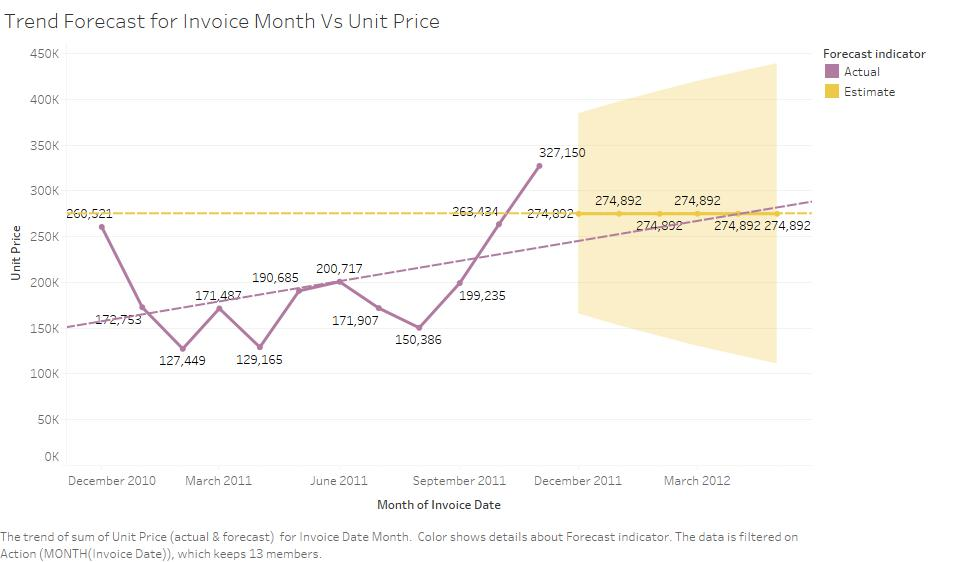 Trend Forecast for Invoice Month Vs Unit Price
450K
400K
350K
300K
250K
200K
150K
100K
50K
0K
Unit Price
260,521
172,753
127,449
171,487
129,165
190,685
200,717
171,907
150,386
199,235
263,434
327,150
274,892
274,892
274,892
274,892
274,892
274,892
December 2010
March 2011
June 2011
September 2011
December 2011
March 2012
Month of Invoice Date
Forecast indicator
Actual
Estimate
The trend of sum of Unit Price (actual & forecast) for Invoice Date Month. Color shows details about Forecast indicator. The data is filtered on
Action (MONTH(Invoice Date)), which keeps 13 members.